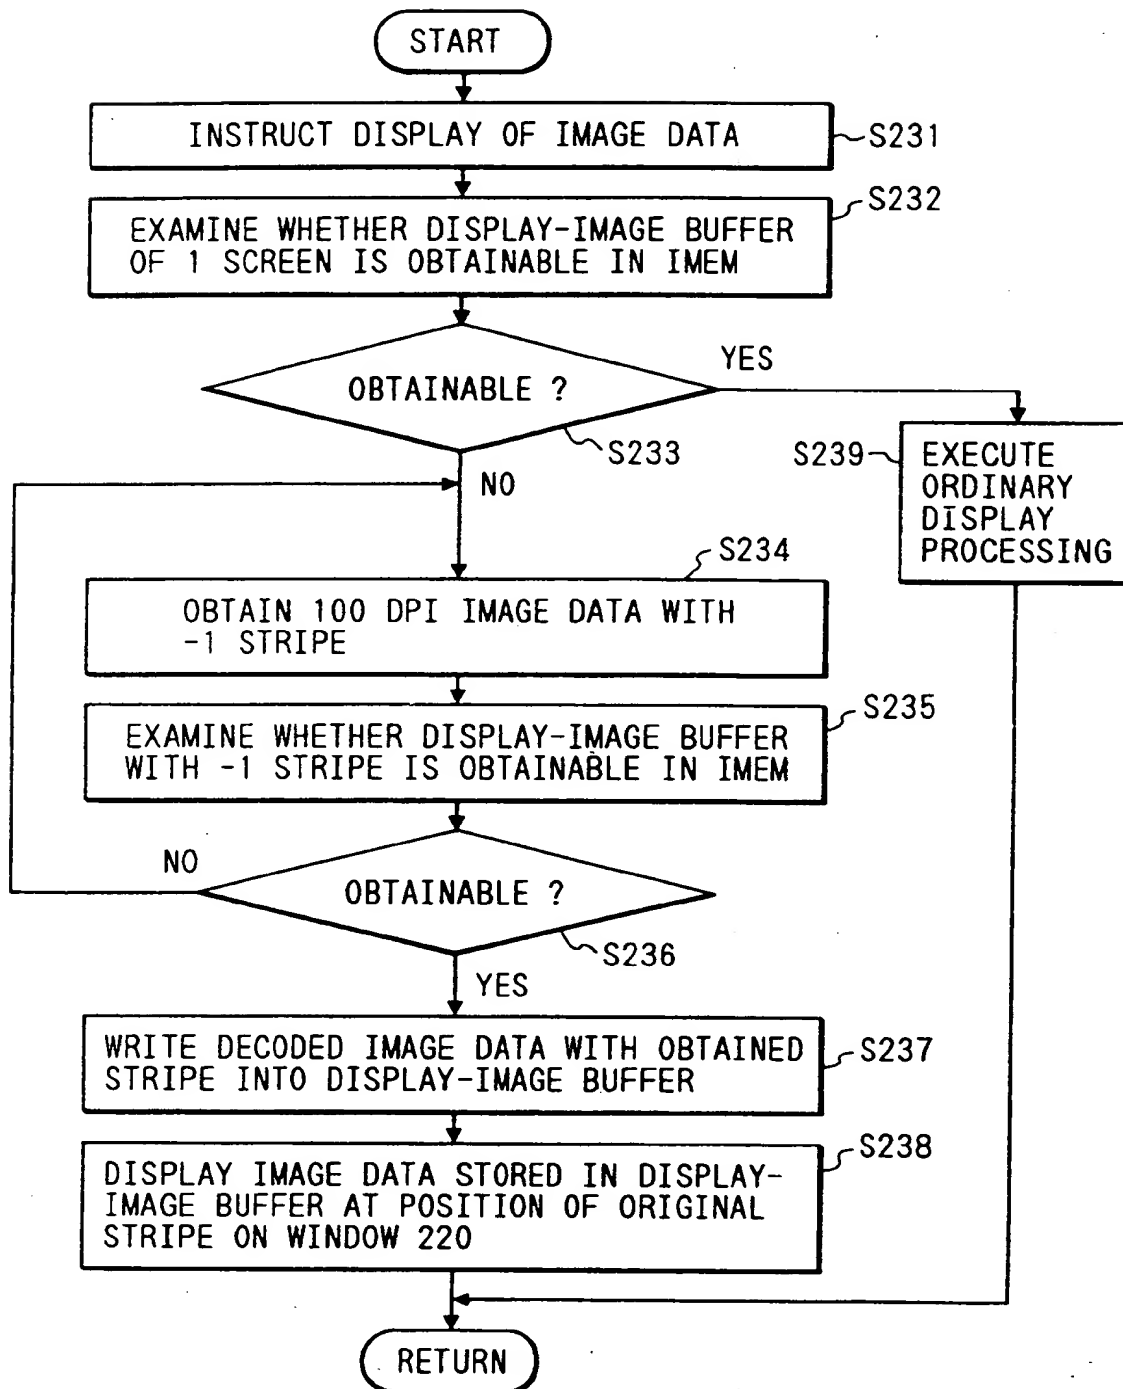 START
INSTRUCT DISPLAY OF IMAGE DATA
S231
S232
EXAMINE WHETHER DISPLAY-IMAGE BUFFER
OF 1 SCREEN IS OBTAINABLE IN IMEM
YES
OBTAINABLE ?
S233
NO
S239
EXECUTE
ORDINARY
DISPLAY
PROCESSING
S234
OBTAIN 100 DPI IMAGE DATA WITH
-1 STRIPE
S235
EXAMINE WHETHER DISPLAY-IMAGE BUFFER
WITH -1 STRIPE IS OBTAINABLE IN IMEM
NO
OBTAINABLE ?
S236
YES
WRITE DECODED IMAGE DATA WITH OBTAINED
STRIPE INTO DISPLAY-IMAGE BUFFER
S237
S238
DISPLAY IMAGE DATA STORED IN DISPLAY-
IMAGE BUFFER AT POSITION OF ORIGINAL
STRIPE ON WINDOW 220
RETURN